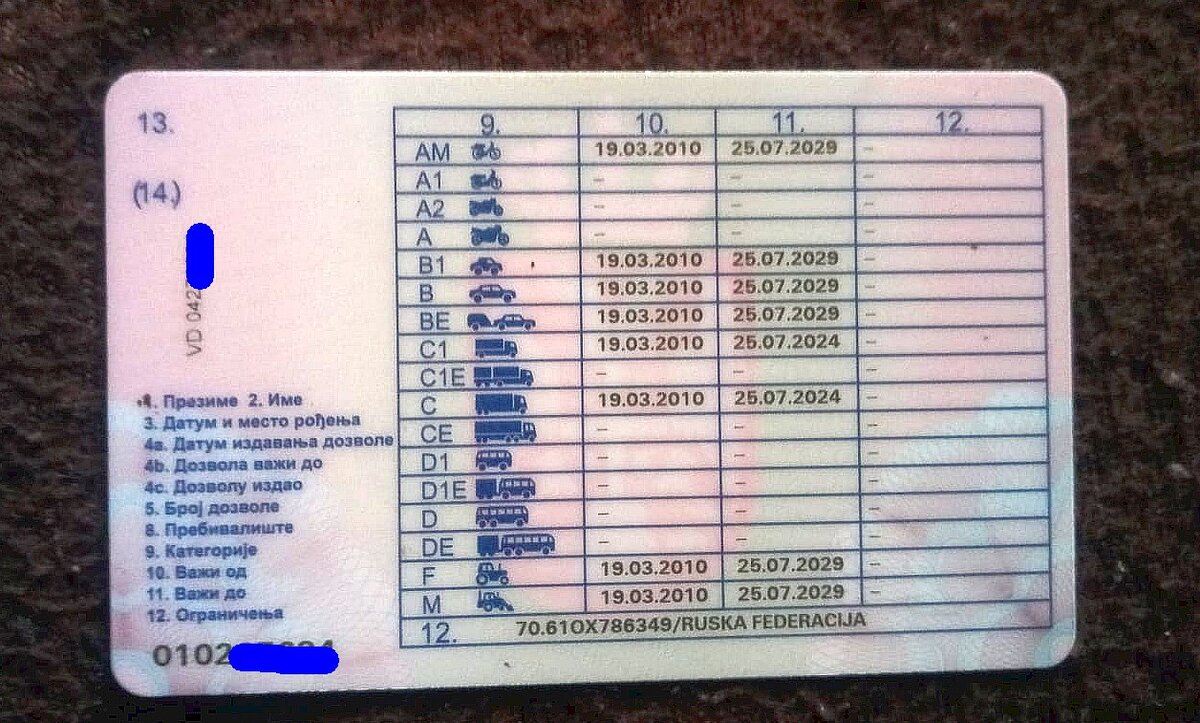 13.
(14.)
VD 042
1. Презиме 2. Име
3. Датум и место рођења
4a. Датум издавања дозволе
4b. Дозвола важи до
4c. Дозволу издао
5. Број дозволе
8. Пребивалиште
9. Категорије
10. Важи од
11. Важи до
12. Ограничења
0102
9. 10. 11. 12.
AM 19.03.2010 25.07.2029 –
A1 – – –
A2 – – –
A – – –
B1 19.03.2010 25.07.2029 –
B 19.03.2010 25.07.2029 –
BE 19.03.2010 25.07.2029 –
C1 19.03.2010 25.07.2024 –
C1E – – –
C 19.03.2010 25.07.2024 –
CE – – –
D1 – – –
D1E – – –
D – – –
DE – – –
F 19.03.2010 25.07.2029 –
M 19.03.2010 25.07.2029 –
12. 70.61OX786349/RUSKA FEDERACIJA